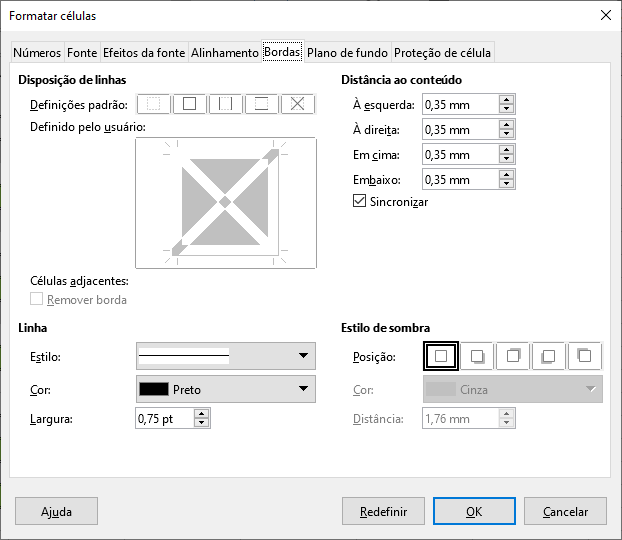 Formatar células
Números Fonte Efeitos da fonte Alinhamento Bordas Plano de fundo Proteção de célula
Disposição de linhas
Definições padrão:
Definido pelo usuário:
Células adjacentes:
Remover borda
Distância ao conteúdo
À esquerda: 0,35 mm
À direita: 0,35 mm
Em cima: 0,35 mm
Embaixo: 0,35 mm
Sincronizar
Linha
Estilo:
Cor: Preto
Largura: 0,75 pt
Estilo de sombra
Posição:
Cor: Cinza
Distância: 1,76 mm
Ajuda Redefinir OK Cancelar